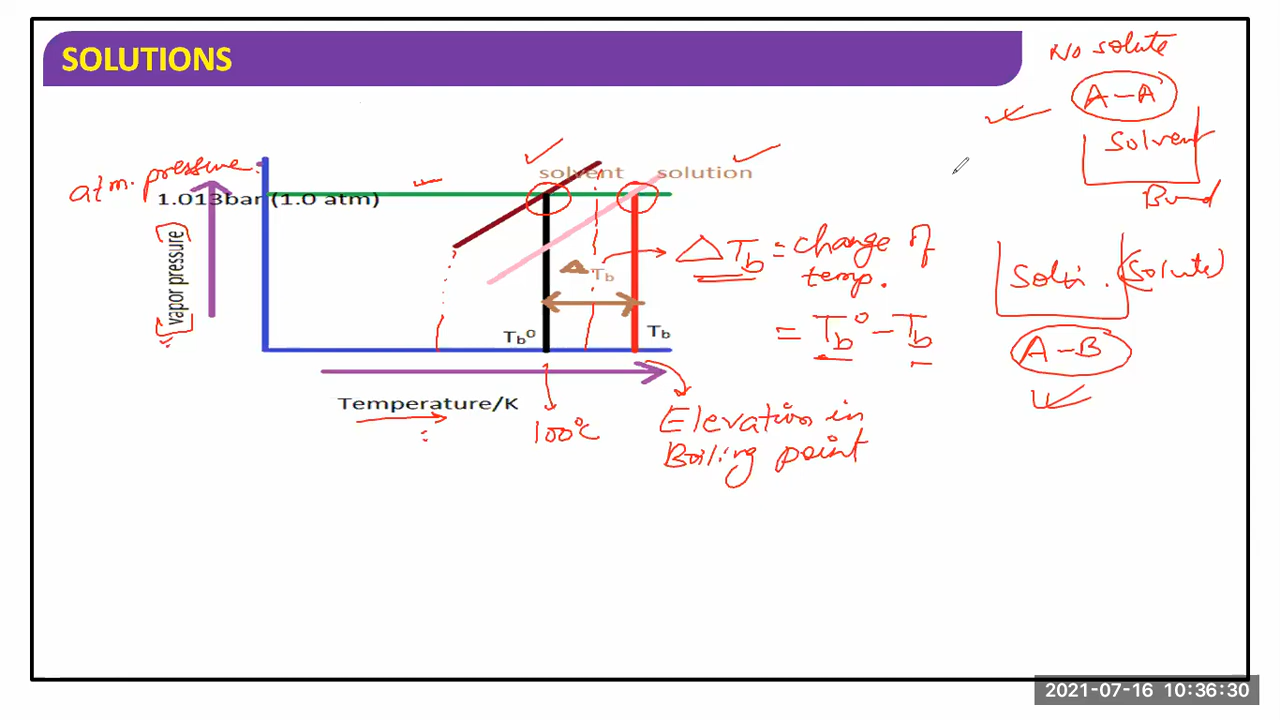 SOLUTIONS
No solute
A-A
Solvent
Bond
atm. pressure.
solvent
solution
1.013bar (1.0 atm)
vapor pressure
Δ Tb
ΔTb = change of
temp.
= Tb° - Tb
Soln. (Solute)
A-B
Tb⁰
Tb
Temperature/K
100°C
Elevation in
Boiling point
2021-07-16 10:36:30